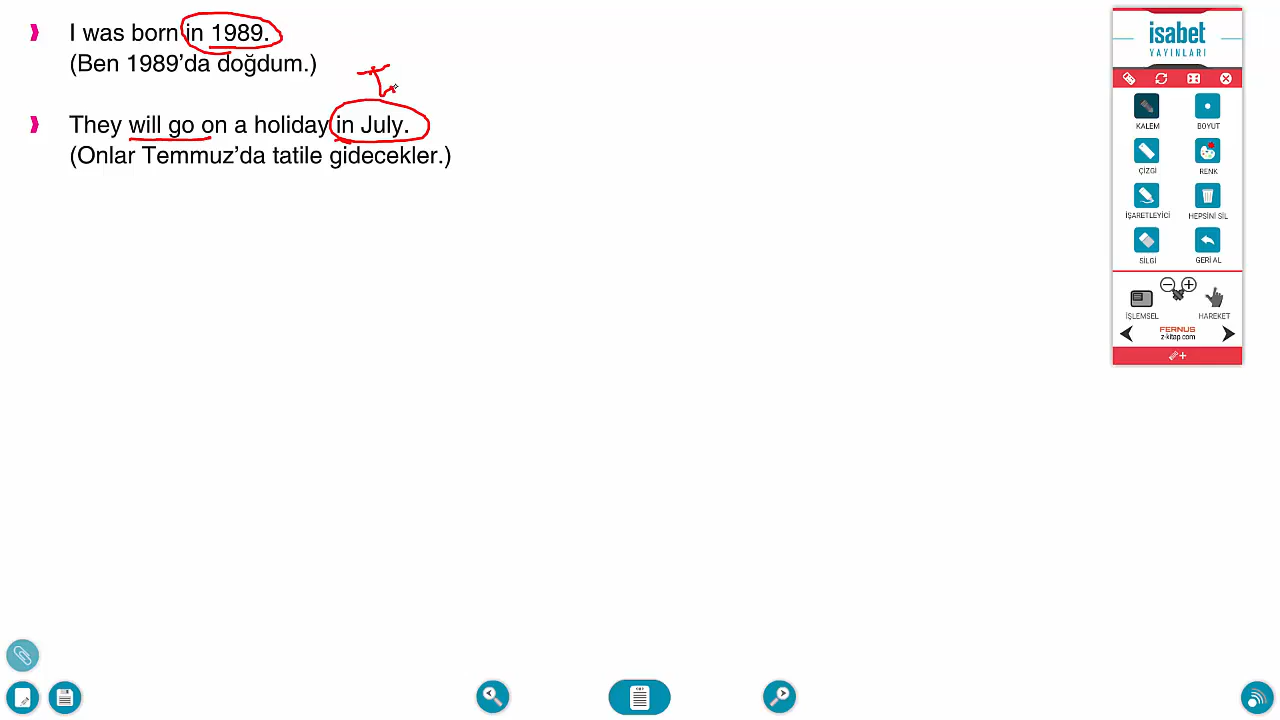 I was born in 1989.
(Ben 1989'da doğdum.)
They will go on a holiday in July.
(Onlar Temmuz'da tatile gidecekler.)
isabet
YAYINLARI
KALEM
BOYUT
ÇİZGİ
RENK
İŞARETLEYİCİ
HEPSİNİ SİL
SİLGİ
GERİ AL
İŞLEMSEL
HAREKET
FERNUS
z-kitap.com